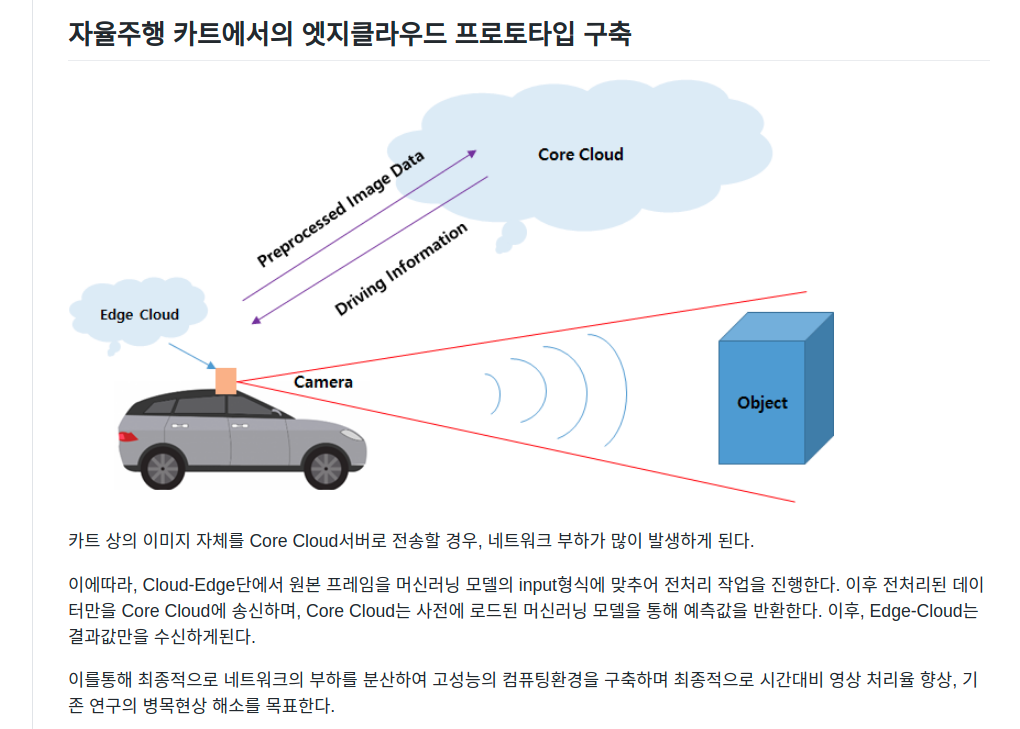 자율주행 카트에서의 엣지클라우드 프로토타입 구축
Core Cloud
Preprocessed Image Data
Driving Information
Edge Cloud
Camera
Object
카트 상의 이미지 자체를 Core Cloud서버로 전송할 경우, 네트워크 부하가 많이 발생하게 된다.
이에따라, Cloud-Edge단에서 원본 프레임을 머신러닝 모델의 input형식에 맞추어 전처리 작업을 진행한다. 이후 전처리된 데이
터만을 Core Cloud에 송신하며, Core Cloud는 사전에 로드된 머신러닝 모델을 통해 예측값을 반환한다. 이후, Edge-Cloud는
결과값만을 수신하게된다.
이를통해 최종적으로 네트워크의 부하를 분산하여 고성능의 컴퓨팅환경을 구축하며 최종적으로 시간대비 영상 처리율 향상, 기
존 연구의 병목현상 해소를 목표한다.